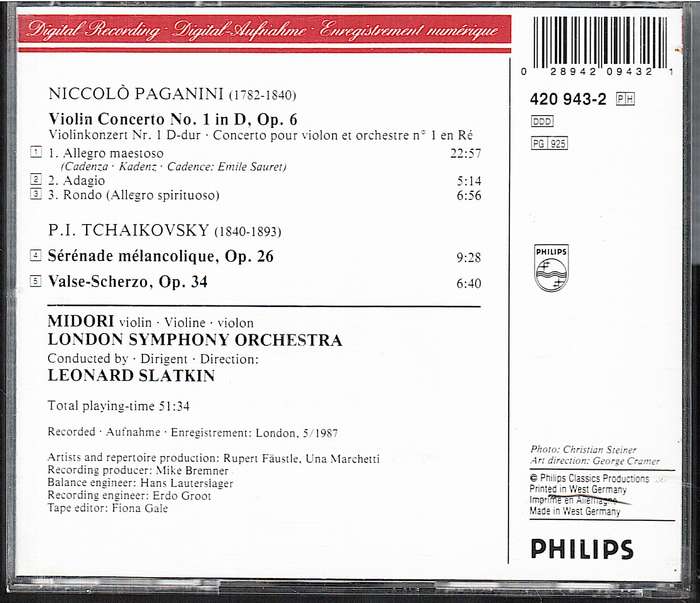 Digital Recording · Digital-Aufnahme · Enregistrement numérique
NICCOLÒ PAGANINI (1782-1840)
Violin Concerto No. 1 in D, Op. 6
Violinkonzert Nr. 1 D-dur · Concerto pour violon et orchestre n° 1 en Ré
1 1. Allegro maestoso 22:57
(Cadenza · Kadenz · Cadence: Emile Sauret)
2 2. Adagio 5:14
3 3. Rondo (Allegro spirituoso) 6:56
P.I. TCHAIKOVSKY (1840-1893)
4 Sérénade mélancolique, Op. 26 9:28
5 Valse-Scherzo, Op. 34 6:40
MIDORI violin · Violine · violon
LONDON SYMPHONY ORCHESTRA
Conducted by · Dirigent · Direction:
LEONARD SLATKIN
Total playing-time 51:34
Recorded · Aufnahme · Enregistrement: London, 5/1987
Artists and repertoire production: Rupert Fäustle, Una Marchetti
Recording producer: Mike Bremner
Balance engineer: Hans Lauterslager
Recording engineer: Erdo Groot
Tape editor: Fiona Gale
0 28942 09432 1
420 943-2 PH
DDD
PG 925
PHILIPS
Photo: Christian Steiner
Art direction: George Cramer
© Philips Classics Productions
Printed in West Germany
Imprimé en Allemagne
Made in West Germany
PHILIPS